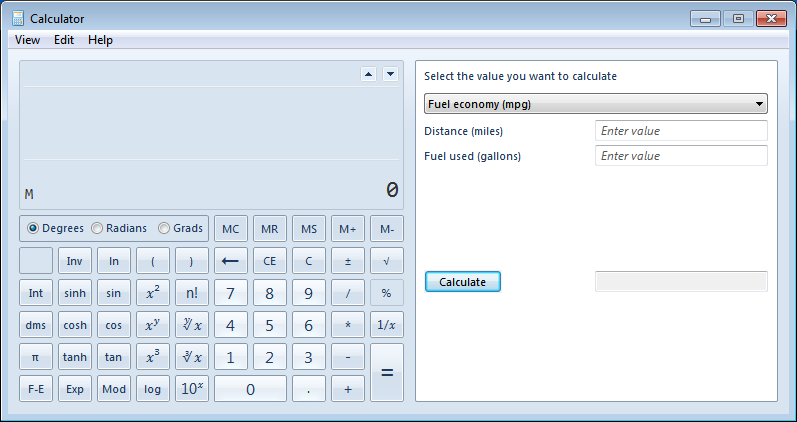 Calculator
View Edit Help
M 0
Degrees Radians Grads MC MR MS M+ M-
Inv ln ( ) ← CE C ± √
Int sinh sin x² n! 7 8 9 / %
dms cosh cos xʸ ʸ√x 4 5 6 * 1/x
π tanh tan x³ ³√x 1 2 3 - =
F-E Exp Mod log 10ˣ 0 . +
Select the value you want to calculate
Fuel economy (mpg)
Distance (miles) Enter value
Fuel used (gallons) Enter value
Calculate